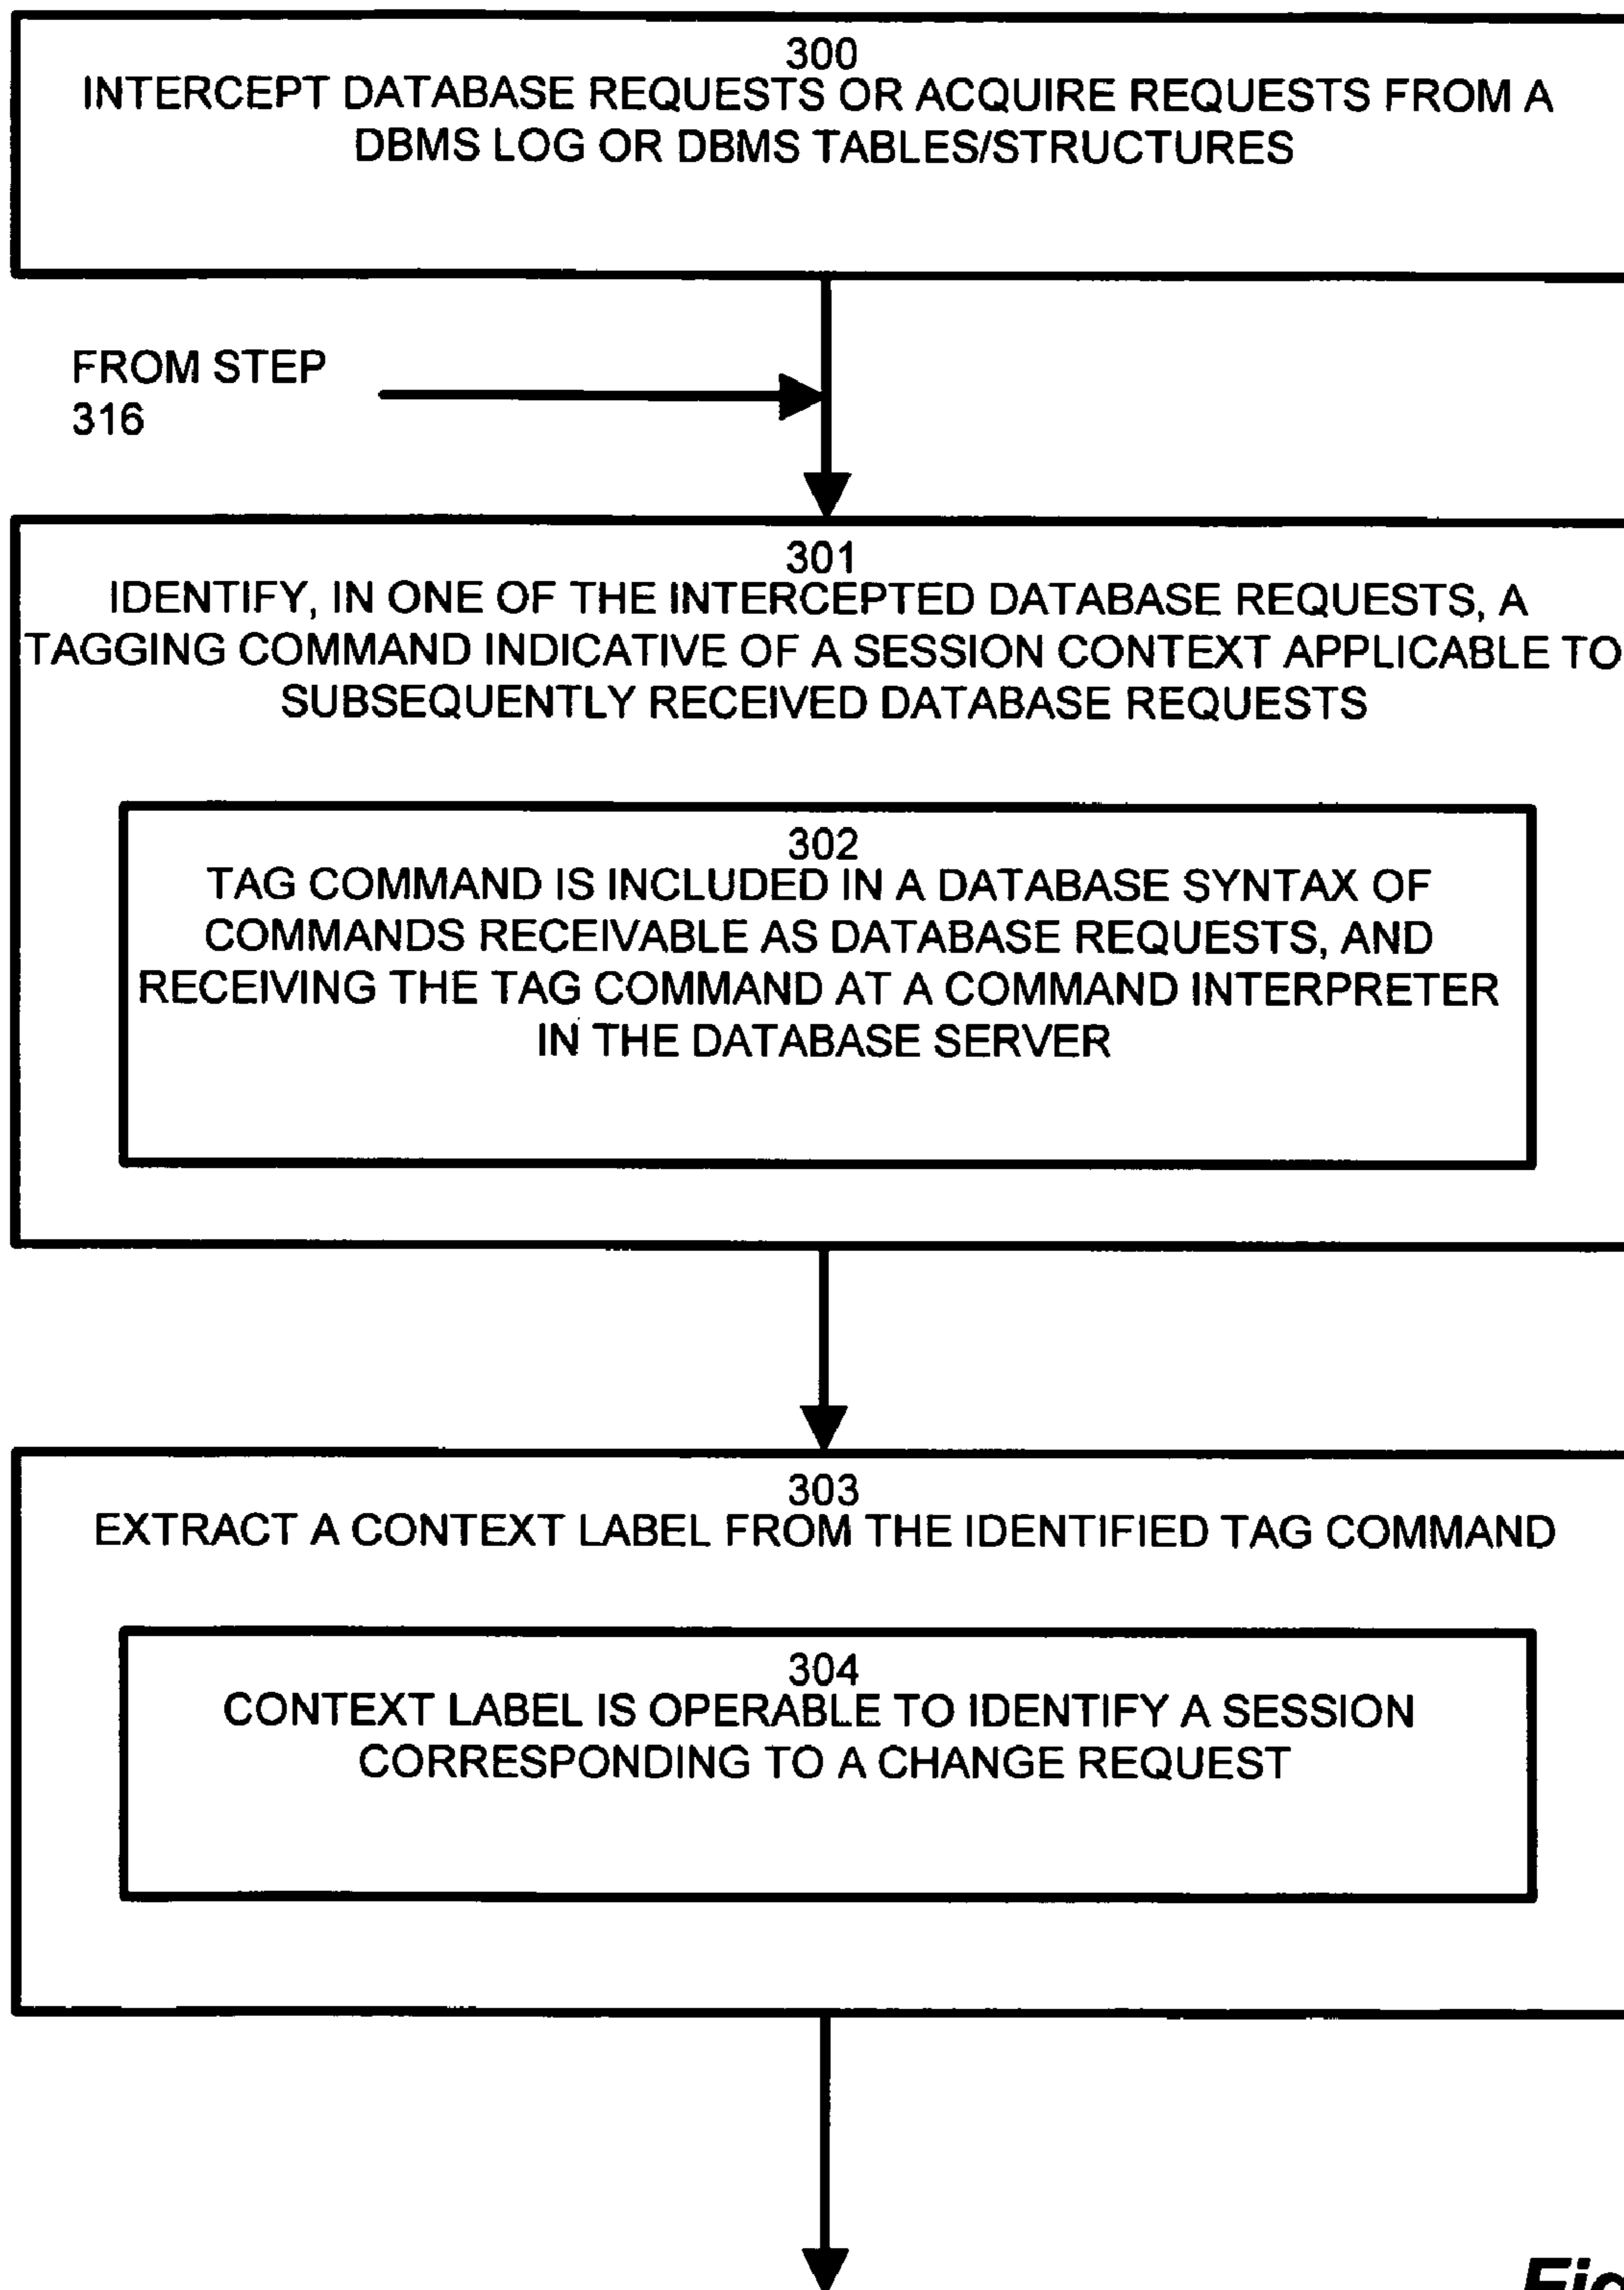 300
INTERCEPT DATABASE REQUESTS OR ACQUIRE REQUESTS FROM A
DBMS LOG OR DBMS TABLES/STRUCTURES
FROM STEP
316
301
IDENTIFY, IN ONE OF THE INTERCEPTED DATABASE REQUESTS, A
TAGGING COMMAND INDICATIVE OF A SESSION CONTEXT APPLICABLE TO
SUBSEQUENTLY RECEIVED DATABASE REQUESTS
302
TAG COMMAND IS INCLUDED IN A DATABASE SYNTAX OF
COMMANDS RECEIVABLE AS DATABASE REQUESTS, AND
RECEIVING THE TAG COMMAND AT A COMMAND INTERPRETER
IN THE DATABASE SERVER
303
EXTRACT A CONTEXT LABEL FROM THE IDENTIFIED TAG COMMAND
304
CONTEXT LABEL IS OPERABLE TO IDENTIFY A SESSION
CORRESPONDING TO A CHANGE REQUEST